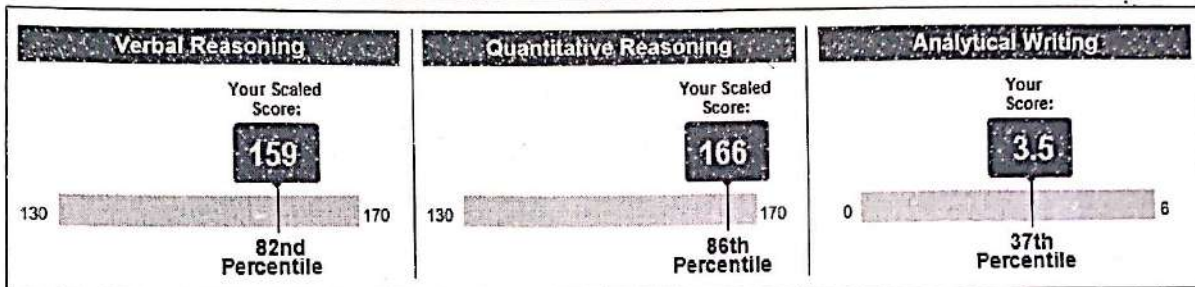 Verbal Reasoning
Your Scaled
Score:
159
130
170
82nd
Percentile
Quantitative Reasoning
Your Scaled
Score:
166
130
170
86th
Percentile
Analytical Writing
Your
Score:
3.5
0
6
37th
Percentile